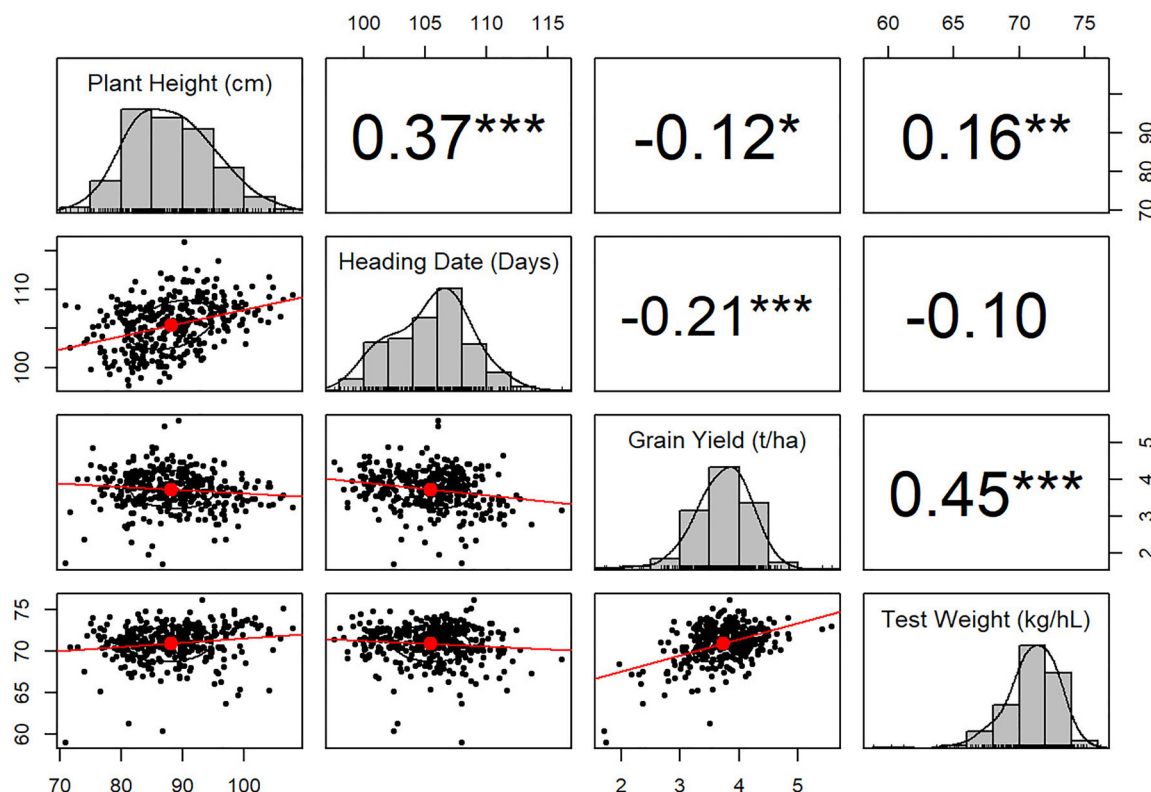 100 105 110 115 60 65 70 75
Plant Height (cm)
0.37***
-0.12*
0.16**
70 80 90
Heading Date (Days)
-0.21***
-0.10
100 110
Grain Yield (t/ha)
0.45***
2 3 4 5
Test Weight (kg/hL)
60 65 70 75
70 80 90 100 2 3 4 5